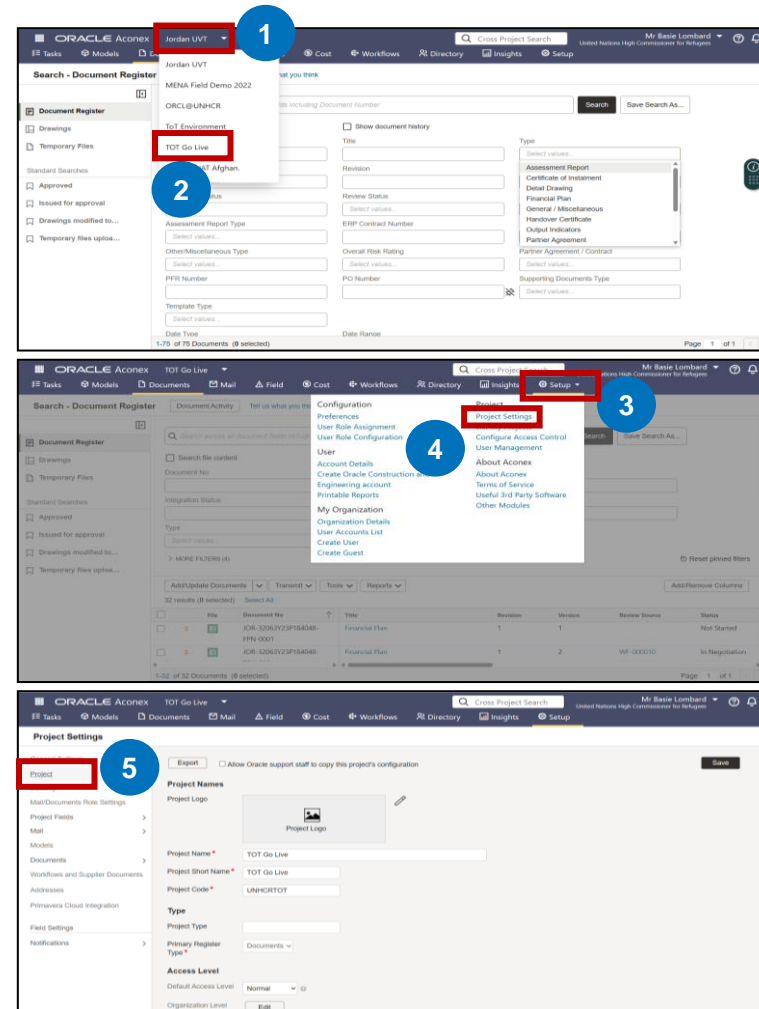 ORACLE Aconex Jordan UVT 1 Cross Project Search Mr Basie Lombard
United Nations High Commissioner for Refugees
Tasks Models Cost Workflows Directory Insights Setup
Search - Document Register
Jordan UVT
MENA Field Demo 2022
ORCL@UNHCR
ToT Environment
TOT Go Live
AT Afghan.
2
Search Save Search As...
Document Register
Drawings
Temporary Files
Standard Searches
Approved
Issued for approval
Drawings modified to...
Temporary files uploa...
Show document history
Title
Type
Select values...
Assessment Report
Certificate of Instalment
Detail Drawing
Financial Plan
General / Miscellaneous
Handover Certificate
Output Indicators
Partner Agreement
Revision
Review Status
Select values...
Assessment Report Type
Select values...
ERP Contract Number
Other/Miscellaneous Type
Select values...
Overall Risk Rating
Select values...
Partner Agreement / Contract
Select values...
PFR Number
PO Number
Supporting Documents Type
Select values...
Template Type
Select values...
Date Type
Date Range
1-75 of 75 Documents (0 selected) Page 1 of 1
ORACLE Aconex TOT Go Live Cross Project Search Mr Basie Lombard
Tasks Models Documents Mail Field Cost Workflows Directory Insights Setup
3
Search - Document Register Document Activity
Configuration
Preferences
User Role Assignment
User Role Configuration
User
Account Details
Create Oracle Construction and
Engineering account
Printable Reports
My Organization
Organization Details
User Accounts List
Create User
Create Guest
4
Project
Project Settings
Configure Access Control
User Management
About Aconex
About Aconex
Terms of Service
Useful 3rd Party Software
Other Modules
Search Save Search As...
Document Register
Drawings
Temporary Files
Standard Searches
Approved
Issued for approval
Drawings modified to...
Temporary files uploa...
Search file content
Document No
Integration Status
Type
Select values...
MORE FILTERS (4)
Reset pinned filters
Add/Update Documents Transmit Tools Reports Add/Remove Columns
32 results (0 selected) Select All
File Document No Title Revision Version Review Source Status
JOR-32063Y23P164048-
FPN-0001
Financial Plan 1 1 Not Started
JOR-32063Y23P164048-
Financial Plan 1 2 WF-000010 In Negotiation
1-32 of 32 Documents (0 selected) Page 1 of 1
ORACLE Aconex TOT Go Live Cross Project Search Mr Basie Lombard
United Nations High Commissioner for Refugees
Tasks Models Documents Mail Field Cost Workflows Directory Insights Setup
Project Settings
Project
5
Mail/Documents Role Settings
Project Fields
Mail
Models
Documents
Workflows and Supplier Documents
Addresses
Primavera Cloud Integration
Field Settings
Notifications
Export Allow Oracle support staff to copy this project's configuration Save
Project Names
Project Logo
Project Logo
Project Name* TOT Go Live
Project Short Name* TOT Go Live
Project Code* UNHCRTOT
Type
Project Type
Primary Register
Type* Documents
Access Level
Default Access Level Normal
Organization Level Edit